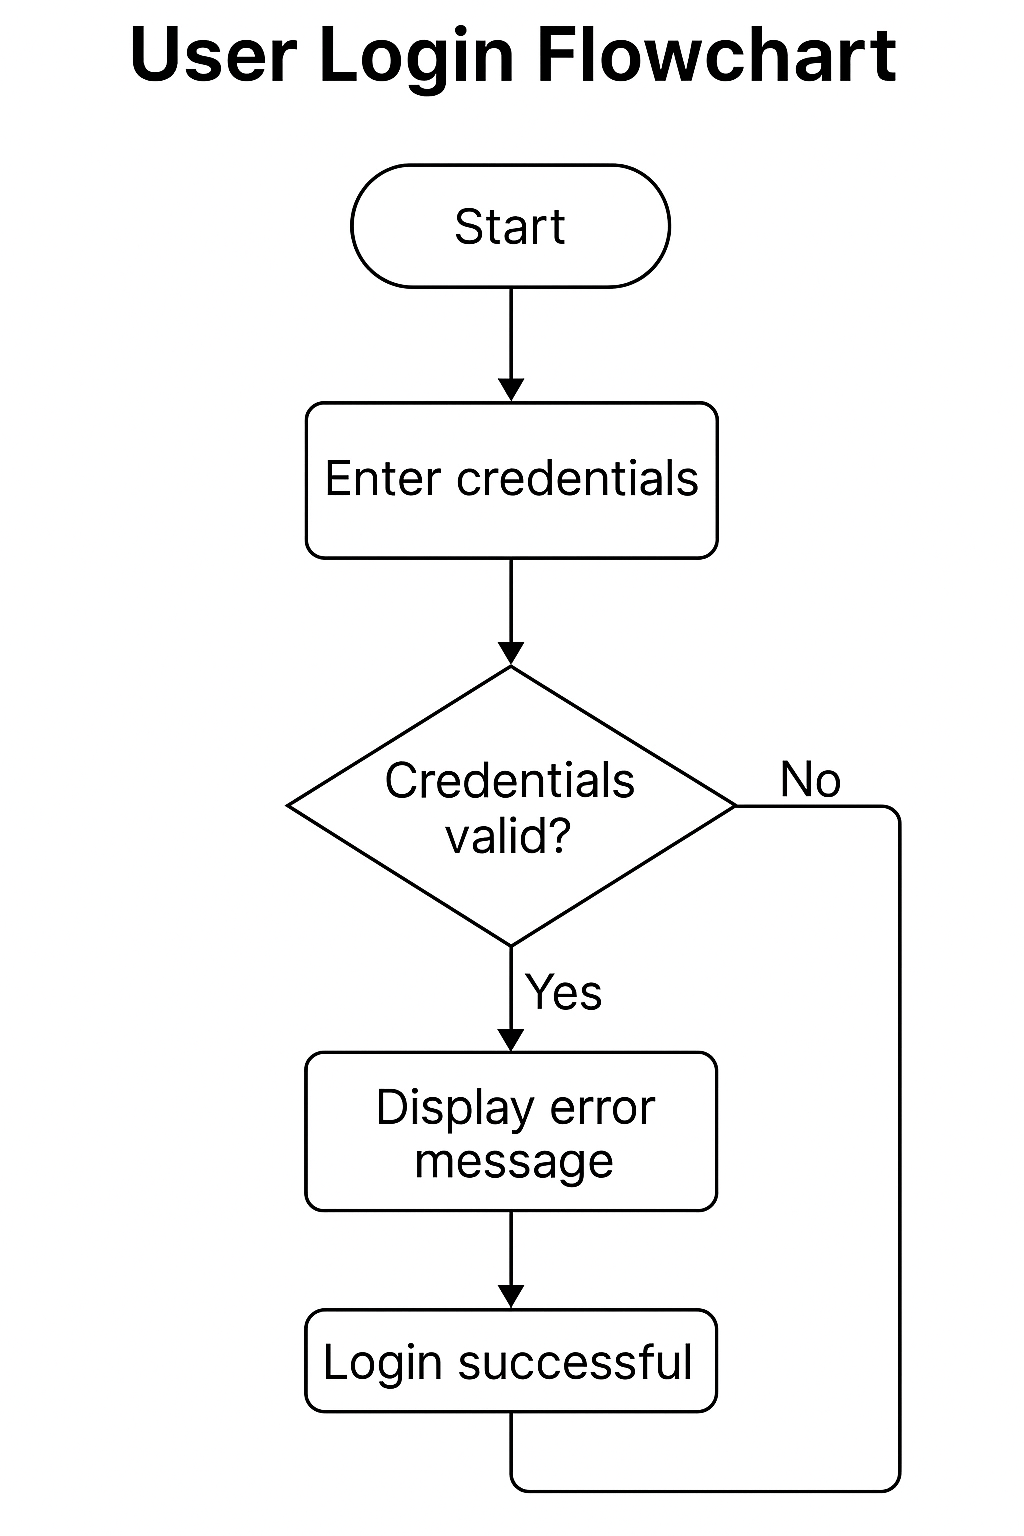 User Login Flowchart
Start
Enter credentials
Credentials
valid?
No
Yes
Display error
message
Login successful